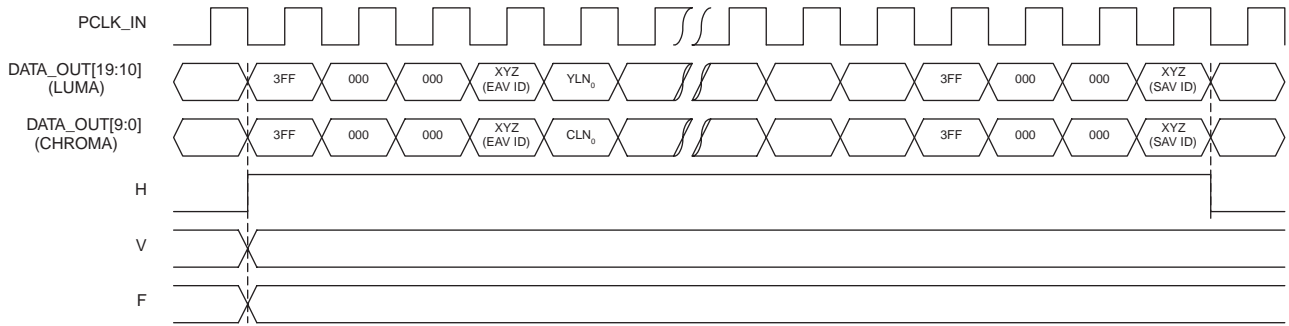 PCLK_IN
DATA_OUT[19:10]
(LUMA)
3FF
000
000
XYZ
(EAV ID)
YLN0
3FF
000
000
XYZ
(SAV ID)
DATA_OUT[9:0]
(CHROMA)
3FF
000
000
XYZ
(EAV ID)
CLN0
3FF
000
000
XYZ
(SAV ID)
H
V
F